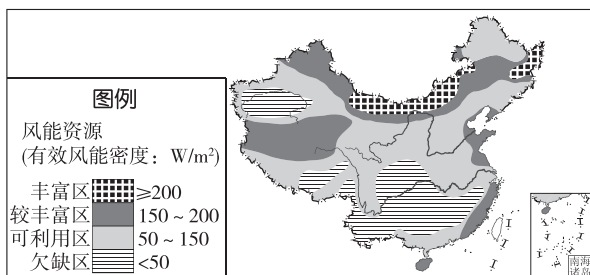 图例
风能资源
(有效风能密度：W/m²)
丰富区 ≥200
较丰富区 150～200
可利用区 50～150
欠缺区 <50
南海
诸岛